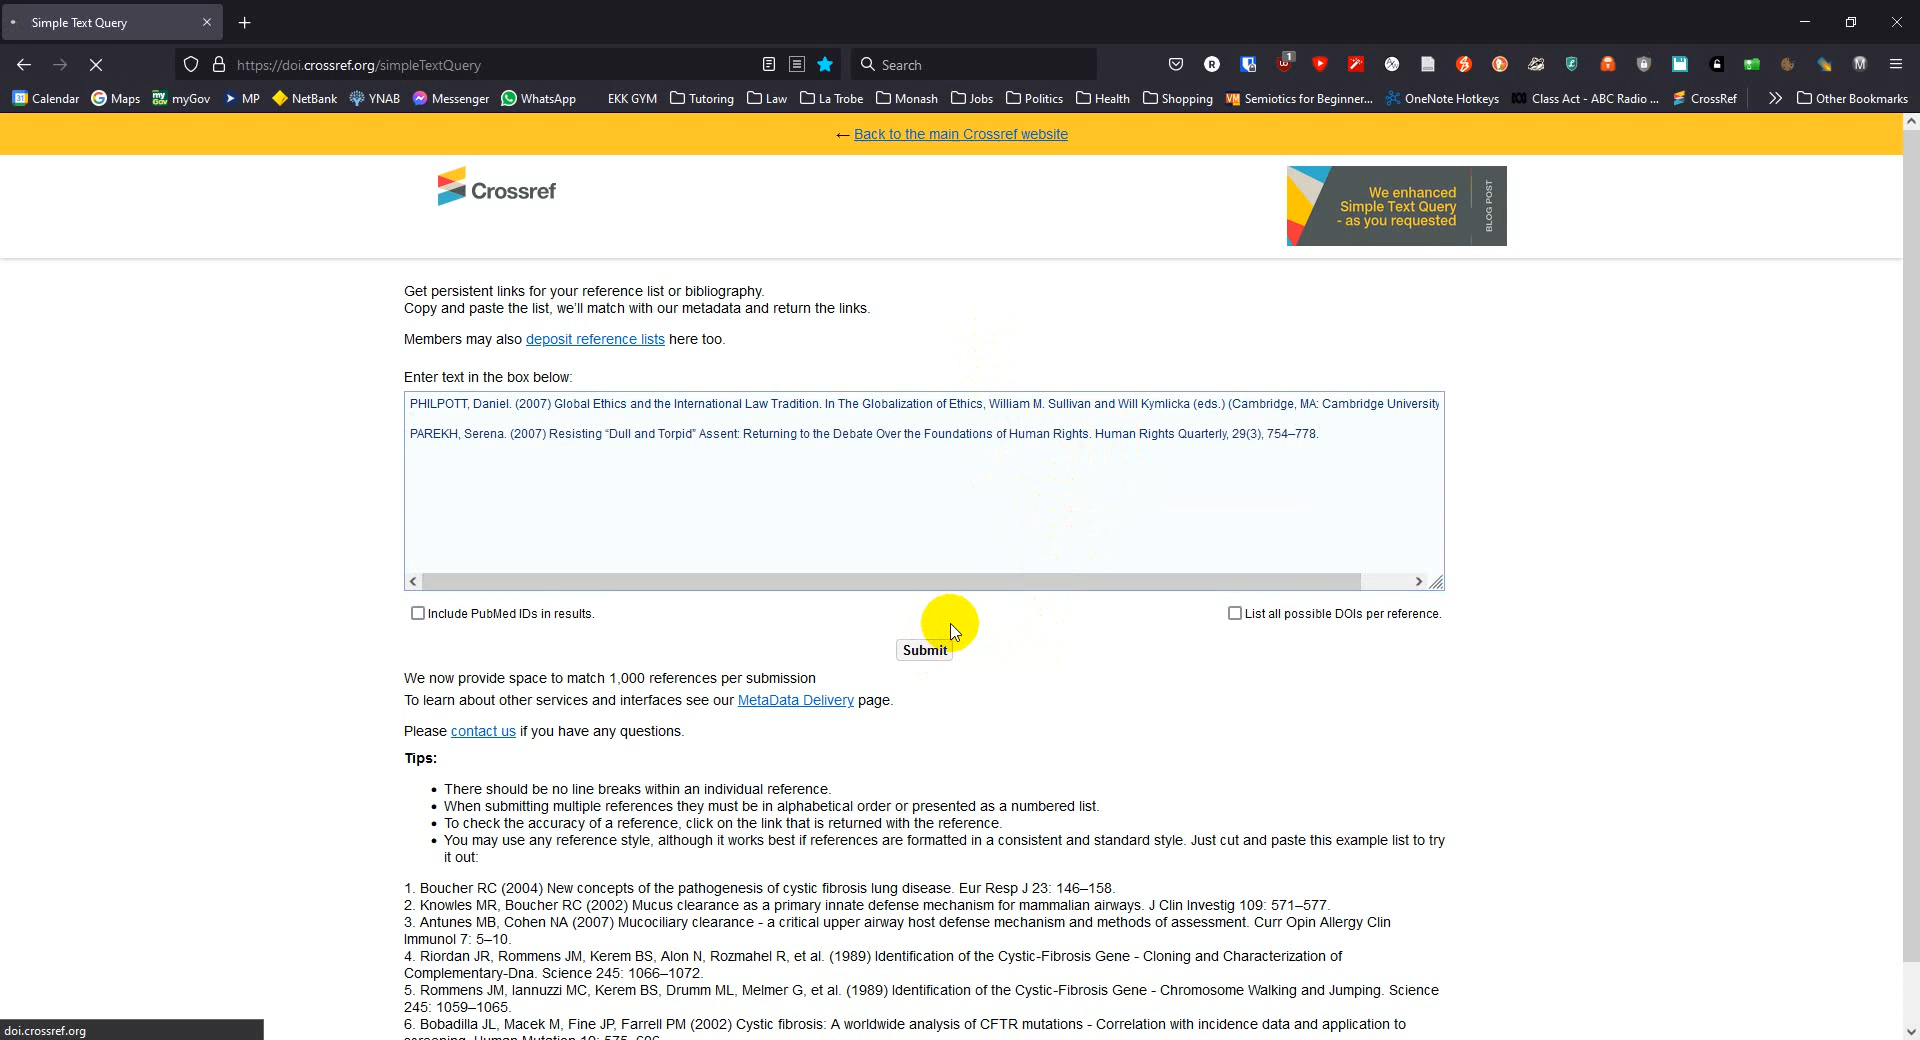 Simple Text Query
https://doi.crossref.org/simpleTextQuery
Search
1
Calendar
Maps
myGov
MP
NetBank
YNAB
Messenger
WhatsApp
EKK GYM
Tutoring
Law
La Trobe
Monash
Jobs
Politics
Health
Shopping
Semiotics for Beginner...
OneNote Hotkeys
Class Act - ABC Radio ...
CrossRef
Other Bookmarks
← Back to the main Crossref website
Crossref
We enhanced
Simple Text Query
- as you requested
BLOG POST
Get persistent links for your reference list or bibliography.
Copy and paste the list, we'll match with our metadata and return the links.
Members may also deposit reference lists here too.
Enter text in the box below:
PHILPOTT, Daniel. (2007) Global Ethics and the International Law Tradition. In The Globalization of Ethics, William M. Sullivan and Will Kymlicka (eds.) (Cambridge, MA: Cambridge University
PAREKH, Serena. (2007) Resisting “Dull and Torpid” Assent: Returning to the Debate Over the Foundations of Human Rights. Human Rights Quarterly, 29(3), 754–778.
Include PubMed IDs in results.
List all possible DOIs per reference.
Submit
We now provide space to match 1,000 references per submission
To learn about other services and interfaces see our MetaData Delivery page.
Please contact us if you have any questions.
Tips:
• There should be no line breaks within an individual reference.
• When submitting multiple references they must be in alphabetical order or presented as a numbered list.
• To check the accuracy of a reference, click on the link that is returned with the reference.
• You may use any reference style, although it works best if references are formatted in a consistent and standard style. Just cut and paste this example list to try
it out:
1. Boucher RC (2004) New concepts of the pathogenesis of cystic fibrosis lung disease. Eur Resp J 23: 146–158.
2. Knowles MR, Boucher RC (2002) Mucus clearance as a primary innate defense mechanism for mammalian airways. J Clin Investig 109: 571–577.
3. Antunes MB, Cohen NA (2007) Mucociliary clearance - a critical upper airway host defense mechanism and methods of assessment. Curr Opin Allergy Clin
Immunol 7: 5–10.
4. Riordan JR, Rommens JM, Kerem BS, Alon N, Rozmahel R, et al. (1989) Identification of the Cystic-Fibrosis Gene - Cloning and Characterization of
Complementary-Dna. Science 245: 1066–1072.
5. Rommens JM, Iannuzzi MC, Kerem BS, Drumm ML, Melmer G, et al. (1989) Identification of the Cystic-Fibrosis Gene - Chromosome Walking and Jumping. Science
245: 1059–1065.
6. Bobadilla JL, Macek M, Fine JP, Farrell PM (2002) Cystic fibrosis: A worldwide analysis of CFTR mutations - Correlation with incidence data and application to
doi.crossref.org